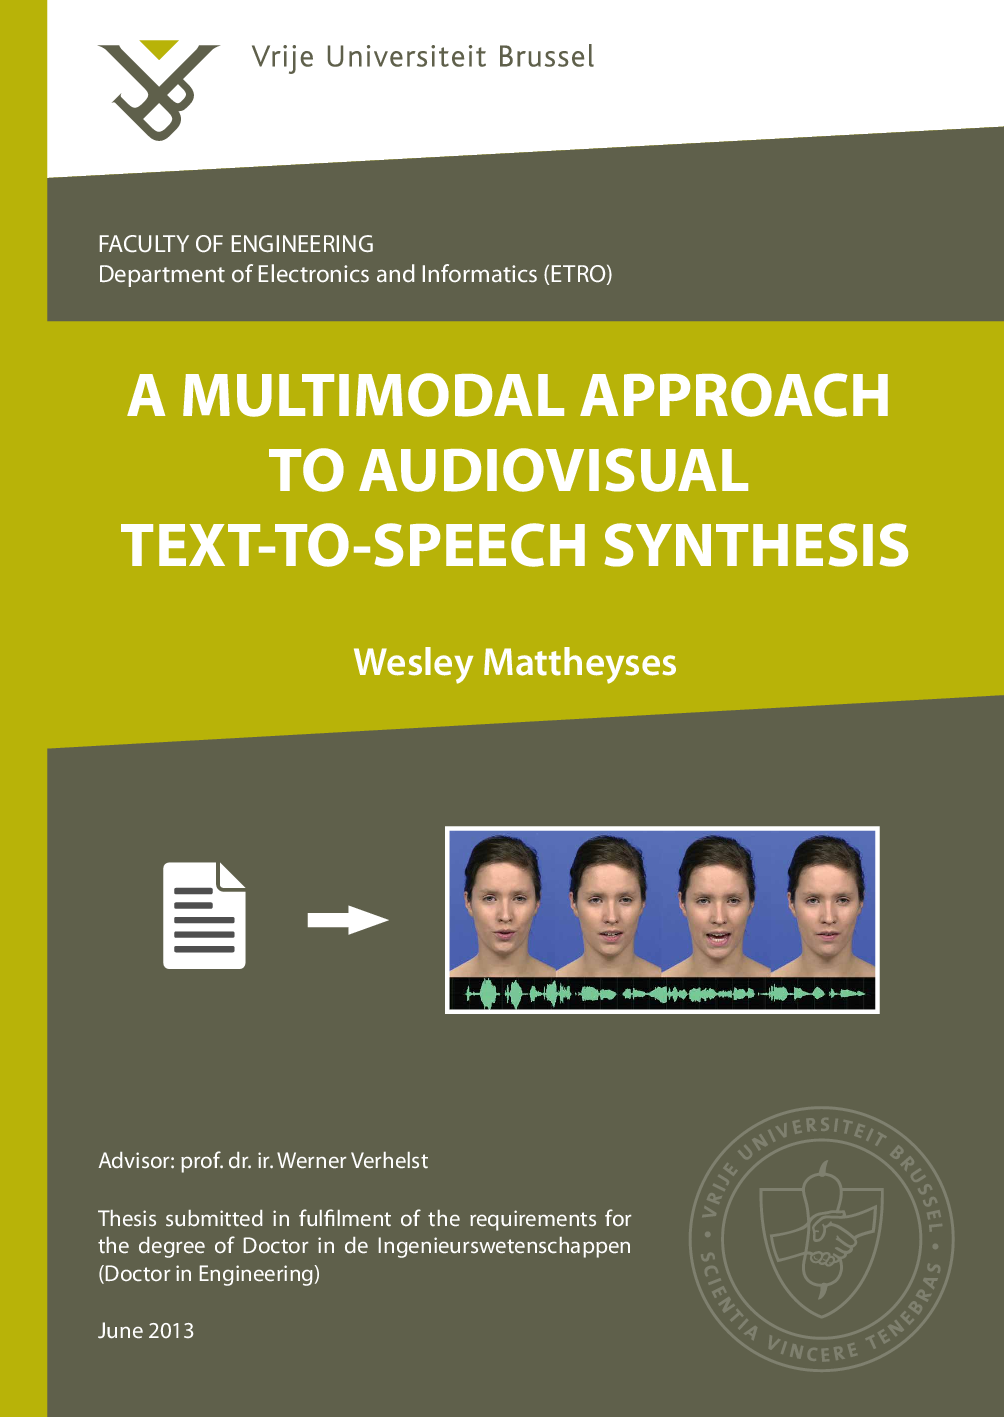 Vrije Universiteit Brussel
FACULTY OF ENGINEERING
Department of Electronics and Informatics (ETRO)
A MULTIMODAL APPROACH
TO AUDIOVISUAL
TEXT-TO-SPEECH SYNTHESIS
Wesley Mattheyses
Advisor: prof. dr. ir. Werner Verhelst
Thesis submitted in fulfilment of the requirements for
the degree of Doctor in de Ingenieurswetenschappen
(Doctor in Engineering)
June 2013
VRIJE UNIVERSITEIT BRUSSEL
SCIENTIA VINCERE TENEBRAS